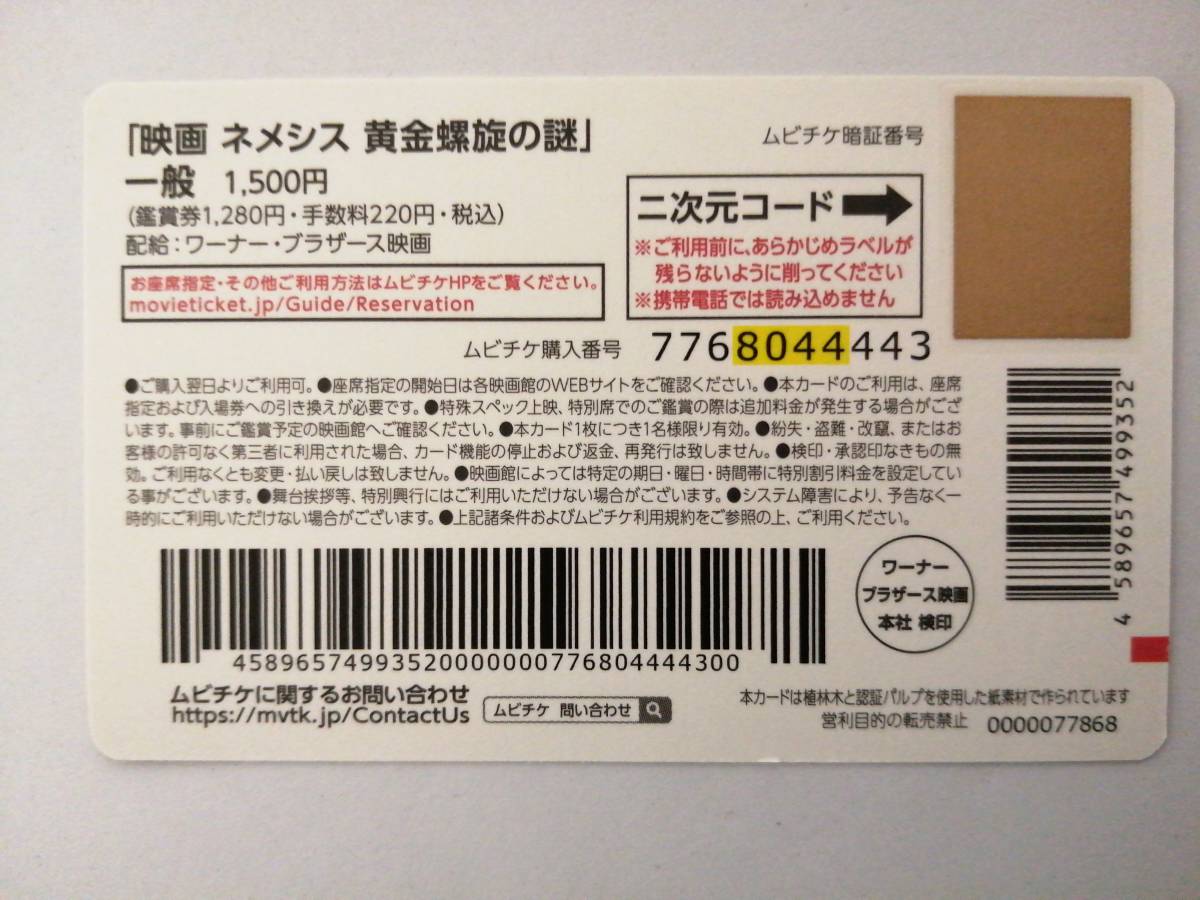 「映画 ネメシス 黄金螺旋の謎」
一般 1,500円
(鑑賞券1,280円・手数料220円・税込)
配給:ワーナー・ブラザース映画
お座席指定・その他ご利用方法はムビチケHPをご覧ください。
movieticket.jp/Guide/Reservation
ムビチケ暗証番号
二次元コード
※ご利用前に、あらかじめラベルが
残らないように削ってください
※携帯電話では読み込めません
ムビチケ購入番号 7768044443
●ご購入翌日よりご利用可。●座席指定の開始日は各映画館のWEBサイトをご確認ください。●本カードのご利用は、座席
指定および入場券への引き換えが必要です。●特殊スペック上映、特別席でのご鑑賞の際は追加料金が発生する場合がござ
います。事前にご鑑賞予定の映画館へご確認ください。●本カード1枚につき1名様限り有効。●紛失・盗難・改竄、またはお
客様の許可なく第三者に利用された場合、カード機能の停止および返金、再発行は致しません。●検印・承認印なきもの無
効。ご利用なくとも変更・払い戻しは致しません。●映画館によっては特定の期日・曜日・時間帯に特別割引料金を設定してい
る事がございます。●舞台挨拶等、特別興行にはご利用いただけない場合がございます。●システム障害により、予告なく一
時的にご利用いただけない場合がございます。●上記諸条件およびムビチケ利用規約をご参照の上、ご利用ください。
4 589657 499352
458965749935200000007768044443​00
ワーナー
ブラザース映画
本社 検印
ムビチケに関するお問い合わせ
https://mvtk.jp/ContactUs
ムビチケ 問い合わせ
本カードは植林木と認証パルプを使用した紙素材で作られています
営利目的の転売禁止 0000077868